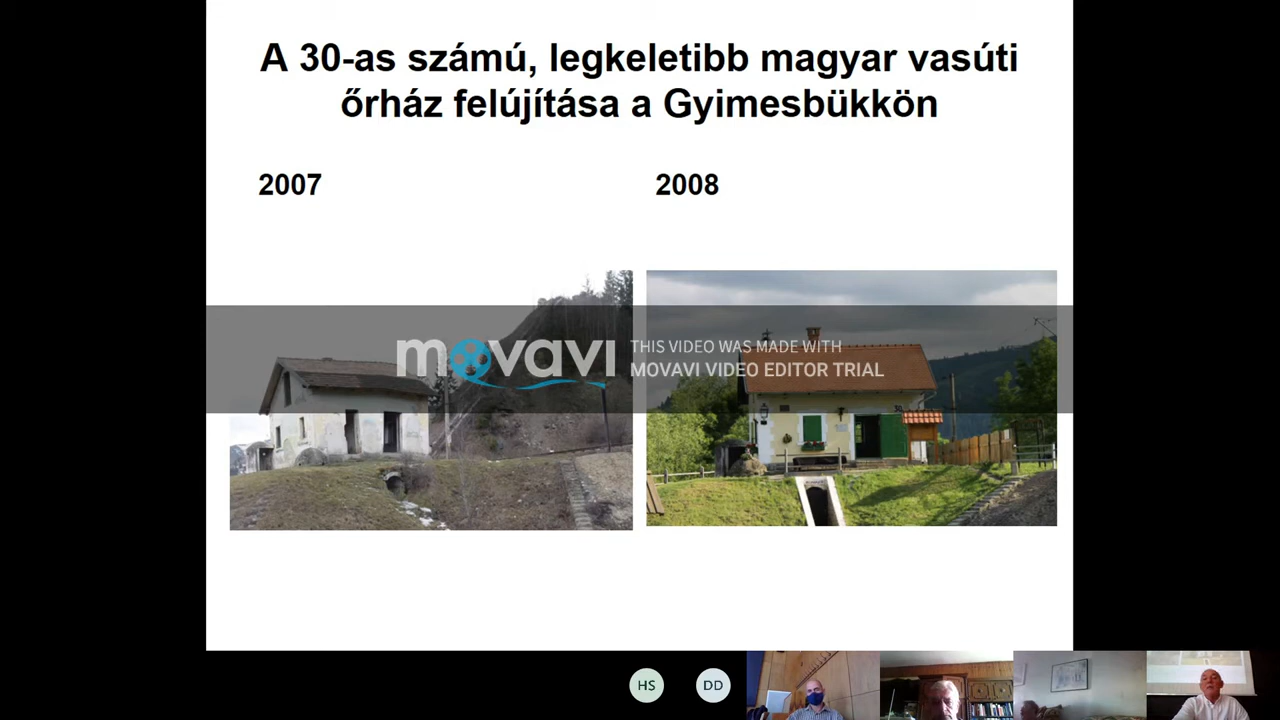 A 30-as számú, legkeletibb magyar vasúti
őrház felújítása a Gyimesbükkön
2007
2008
movavi
THIS VIDEO WAS MADE WITH
MOVAVI VIDEO EDITOR TRIAL
30
HS
DD